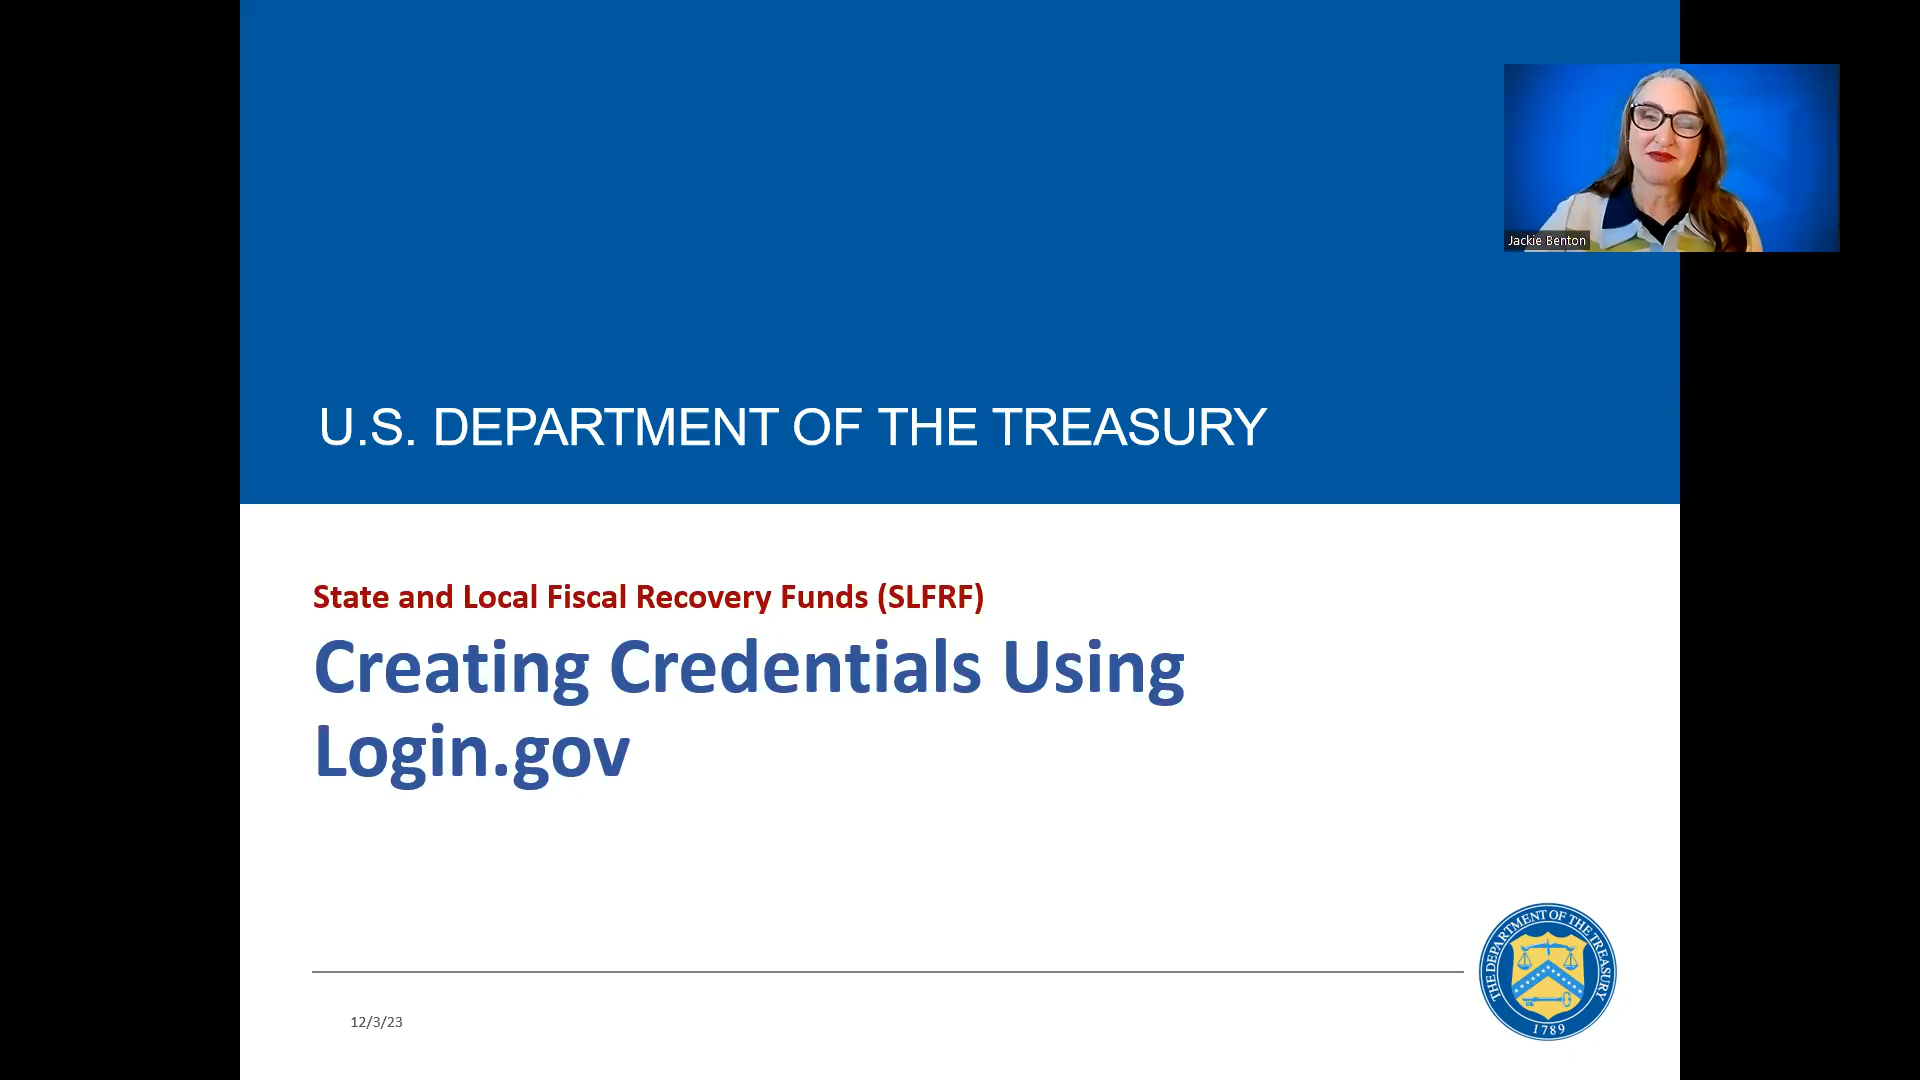 Jackie Benton
U.S. DEPARTMENT OF THE TREASURY
State and Local Fiscal Recovery Funds (SLFRF)
Creating Credentials Using
Login.gov
THE DEPARTMENT OF THE TREASURY
1789
12/3/23